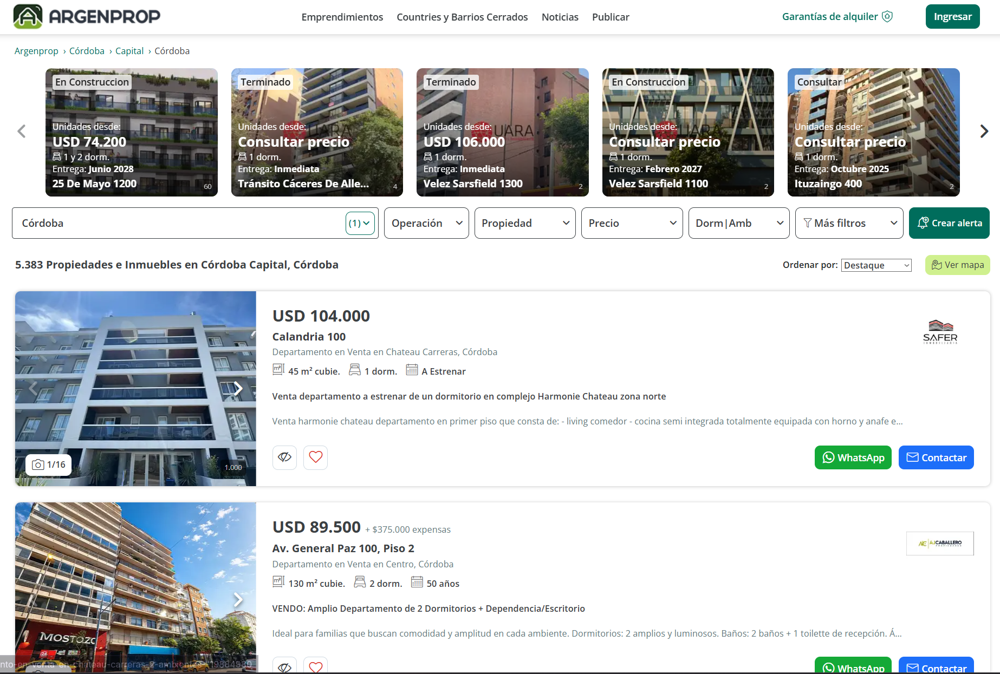 ARGENPROP
Emprendimientos
Countries y Barrios Cerrados
Noticias
Publicar
Garantías de alquiler
Ingresar
Argenprop › Córdoba › Capital › Córdoba
En Construccion
Unidades desde:
USD 74.200
1 y 2 dorm.
Entrega: Junio 2028
25 De Mayo 1200
60
Terminado
Unidades desde:
Consultar precio
1 dorm.
Entrega: Inmediata
Tránsito Cáceres De Alle...
4
Terminado
UARA
Unidades desde:
USD 106.000
1 dorm.
Entrega: Inmediata
Velez Sarsfield 1300
2
En Construccion
Unidades desde:
Consultar precio
1 dorm.
Entrega: Febrero 2027
Velez Sarsfield 1100
2
Consultar
Unidades desde:
Consultar precio
1 dorm.
Entrega: Octubre 2025
Ituzaingo 400
2
Córdoba
(1)
Operación
Propiedad
Precio
Dorm|Amb
Más filtros
Crear alerta
5.383 Propiedades e Inmuebles en Córdoba Capital, Córdoba
Ordenar por: Destaque
Ver mapa
USD 104.000
Calandria 100
Departamento en Venta en Chateau Carreras, Córdoba
45 m² cubie. 1 dorm. A Estrenar
Venta departamento a estrenar de un dormitorio en complejo Harmonie Chateau zona norte
Venta harmonie chateau departamento en primer piso que consta de: - living comedor - cocina semi integrada totalmente equipada con horno y anafe e...
SAFER
INMOBILIARIA
1/16
1.000
WhatsApp
Contactar
USD 89.500 + $375.000 expensas
Av. General Paz 100, Piso 2
Departamento en Venta en Centro, Córdoba
130 m² cubie. 2 dorm. 50 años
VENDO: Amplio Departamento de 2 Dormitorios + Dependencia/Escritorio
Ideal para familias que buscan comodidad y amplitud en cada ambiente. Dormitorios: 2 amplios y luminosos. Baños: 2 baños + 1 toilette de recepción. Á...
AJC AJCABALLERO
PROPIEDADES
MOSTAZA
24
nto-en-venta-en-chateau-carreras-2-ambientes--19884980
WhatsApp
Contactar